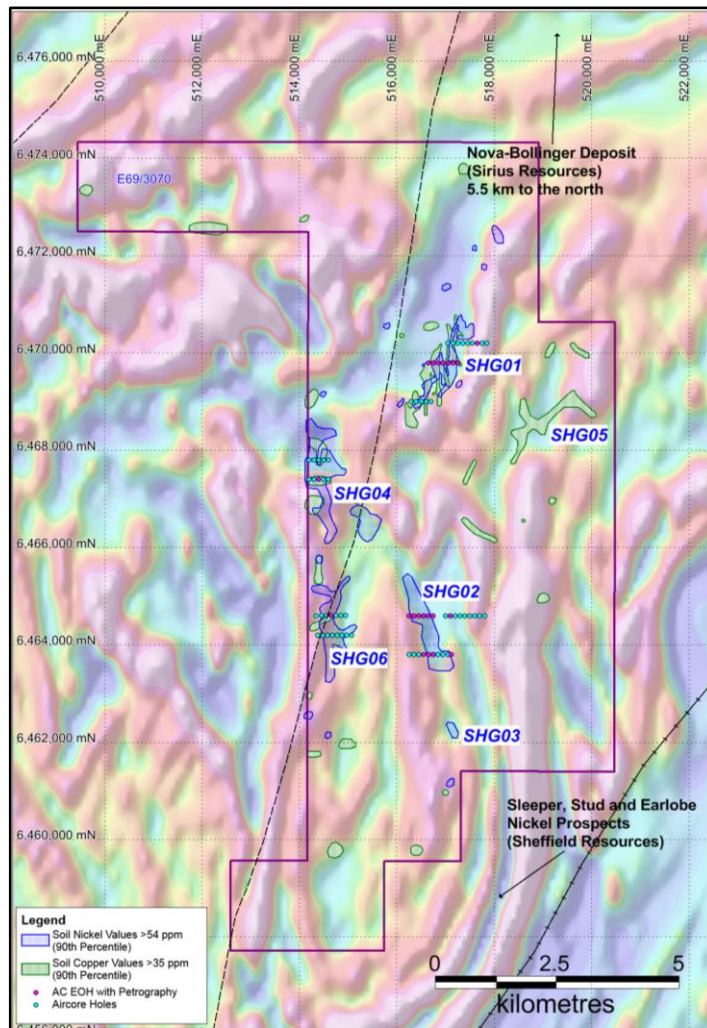 510,000 mE
512,000 mE
514,000 mE
516,000 mE
518,000 mE
520,000 mE
522,000 mE
6,476,000 mN
6,474,000 mN
Nova-Bollinger Deposit
(Sirius Resources)
5.5 km to the north
E69/3070
6,472,000 mN
6,470,000 mN
SHG01
SHG05
6,468,000 mN
SHG04
6,466,000 mN
SHG02
6,464,000 mN
SHG06
SHG03
6,462,000 mN
Sleeper, Stud and Earlobe
Nickel Prospects
(Sheffield Resources)
6,460,000 mN
Legend
Soil Nickel Values >54 ppm
(90th Percentile)
Soil Copper Values >35 ppm
(90th Percentile)
AC EOH with Petrography
Aircore Holes
0 2.5 5
kilometres
6,456,000 mN